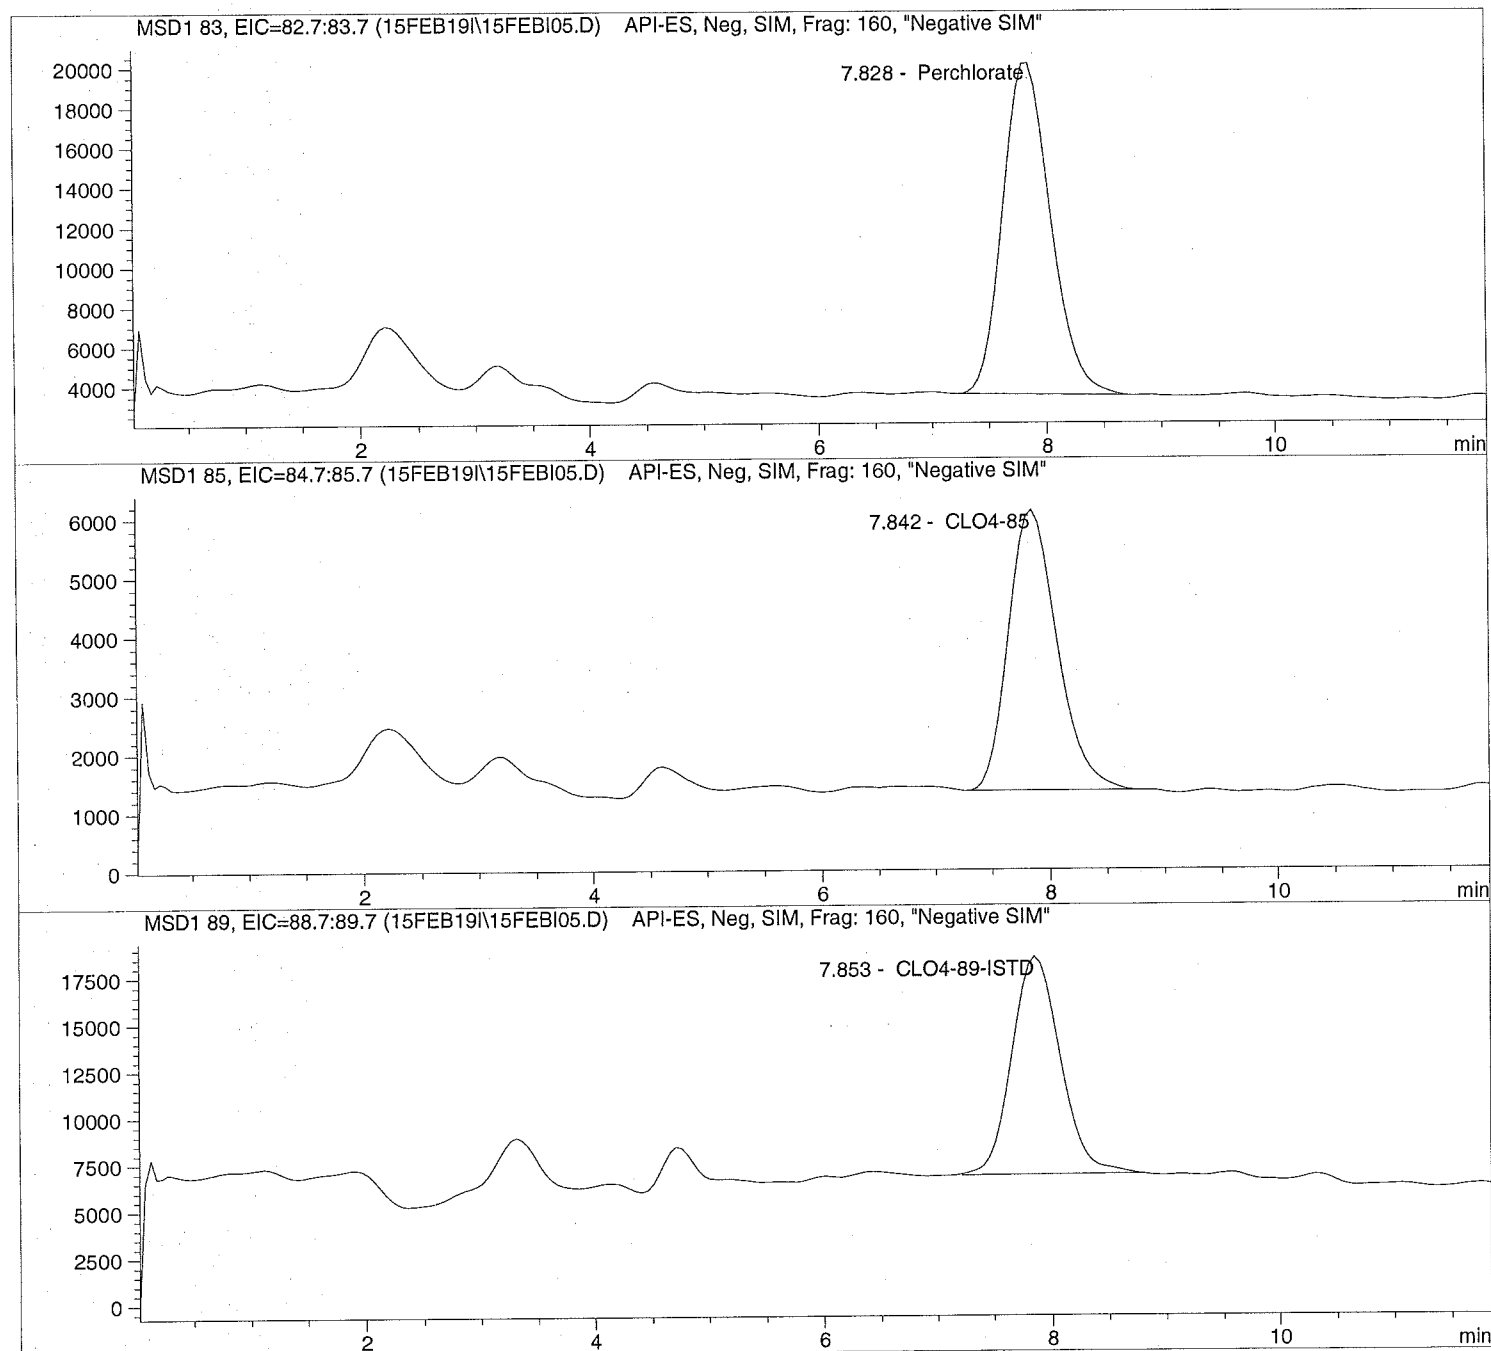 MSD1 83, EIC=82.7:83.7 (15FEB19I\15FEBI05.D) API-ES, Neg, SIM, Frag: 160, "Negative SIM"
7.828 - Perchlorate
20000
18000
16000
14000
12000
10000
8000
6000
4000
2 4 6 8 10 min
MSD1 85, EIC=84.7:85.7 (15FEB19I\15FEBI05.D) API-ES, Neg, SIM, Frag: 160, "Negative SIM"
7.842 - CLO4-85
6000
5000
4000
3000
2000
1000
0
2 4 6 8 10 min
MSD1 89, EIC=88.7:89.7 (15FEB19I\15FEBI05.D) API-ES, Neg, SIM, Frag: 160, "Negative SIM"
7.853 - CLO4-89-ISTD
17500
15000
12500
10000
7500
5000
2500
0
2 4 6 8 10 min